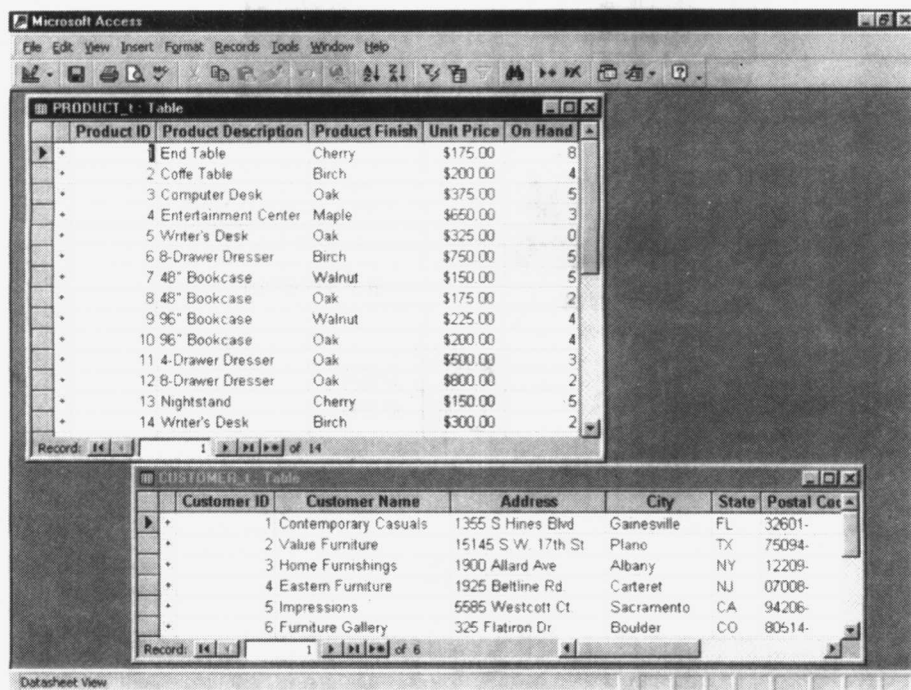 Microsoft Access
File Edit View Insert Format Records Tools Window Help
PRODUCT_t : Table
Product ID Product Description Product Finish Unit Price On Hand
1 End Table Cherry $175.00 8
2 Coffe Table Birch $200.00 4
3 Computer Desk Oak $375.00 5
4 Entertainment Center Maple $650.00 3
5 Writer's Desk Oak $325.00 0
6 8-Drawer Dresser Birch $750.00 5
7 48" Bookcase Walnut $150.00 5
8 48" Bookcase Oak $175.00 2
9 96" Bookcase Walnut $225.00 4
10 96" Bookcase Oak $200.00 4
11 4-Drawer Dresser Oak $500.00 3
12 8-Drawer Dresser Oak $800.00 2
13 Nightstand Cherry $150.00 5
14 Writer's Desk Birch $300.00 2
Record: 1 of 14
CUSTOMER_t : Table
Customer ID Customer Name Address City State Postal Coc
1 Contemporary Casuals 1355 S Hines Blvd Gainesville FL 32601-
2 Value Furniture 15145 S.W. 17th St Plano TX 75094-
3 Home Furnishings 1900 Allard Ave Albany NY 12209-
4 Eastern Furniture 1925 Beltline Rd. Carteret NJ 07008-
5 Impressions 5585 Westcott Ct. Sacramento CA 94206-
6 Furniture Gallery 325 Flatiron Dr. Boulder CO 80514-
Record: 1 of 6
Datasheet View